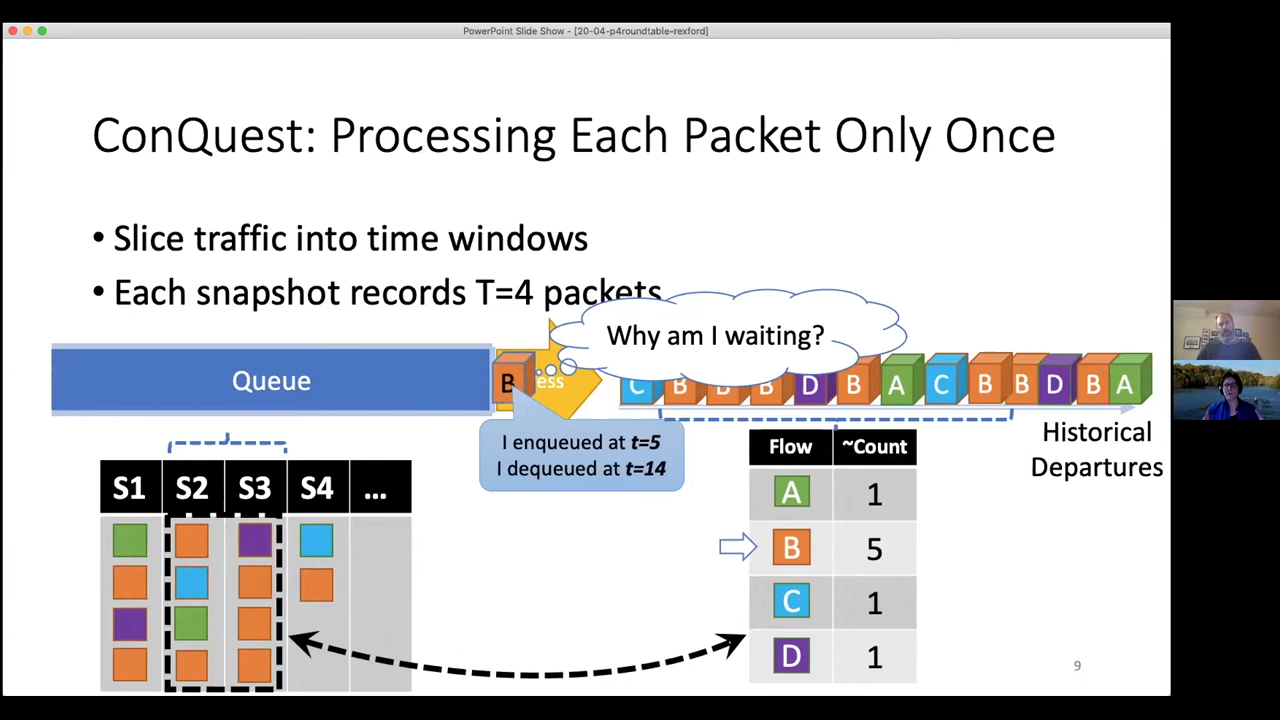 PowerPoint Slide Show - [20-04-p4roundtable-rexford]
ConQuest: Processing Each Packet Only Once
• Slice traffic into time windows
• Each snapshot records T=4 packets
Why am I waiting?
Queue
B
C B B B D B A C B B D B A
I enqueued at t=5
I dequeued at t=14
Historical
Departures
S1 S2 S3 S4 ...
Flow ~Count
A 1
B 5
C 1
D 1
9